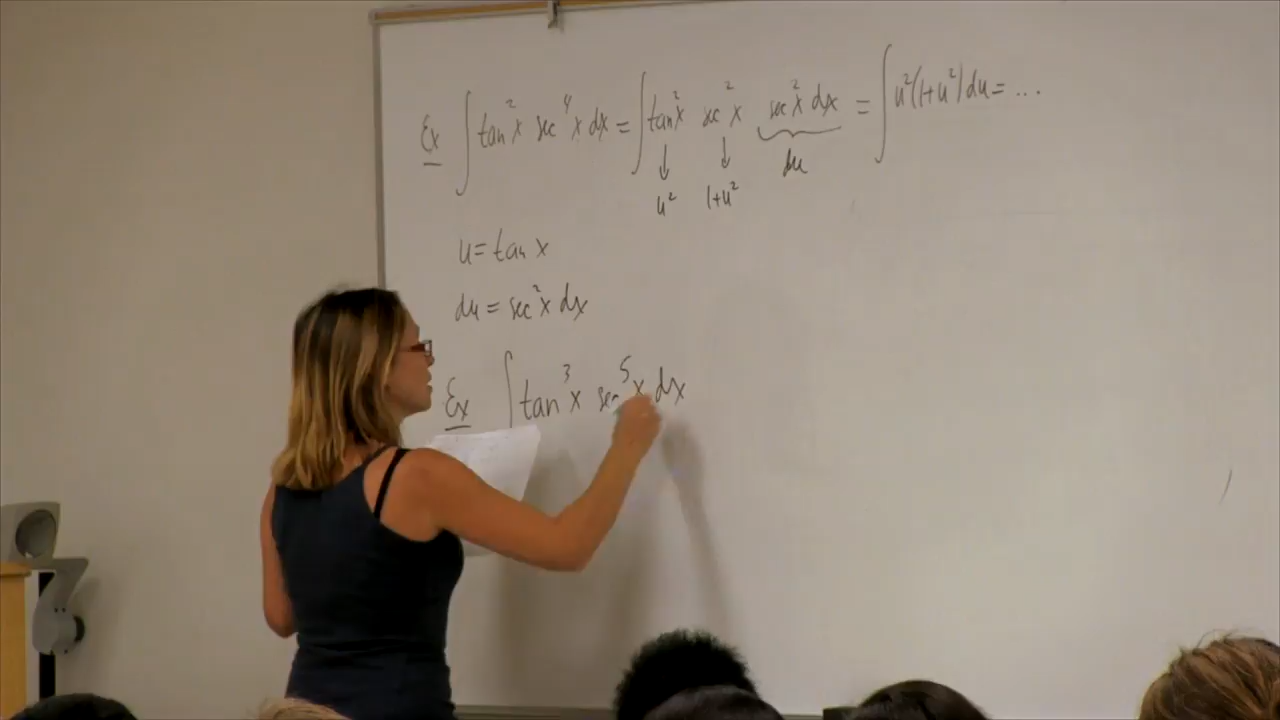 Ex ∫ tan²x sec⁴x dx = ∫ tan²x sec²x sec²x dx = ∫ u²(1+u²) du = ...
↓ ↓ du
u² 1+u²
u = tan x
du = sec²x dx
Ex ∫ tan³x sec⁵x dx